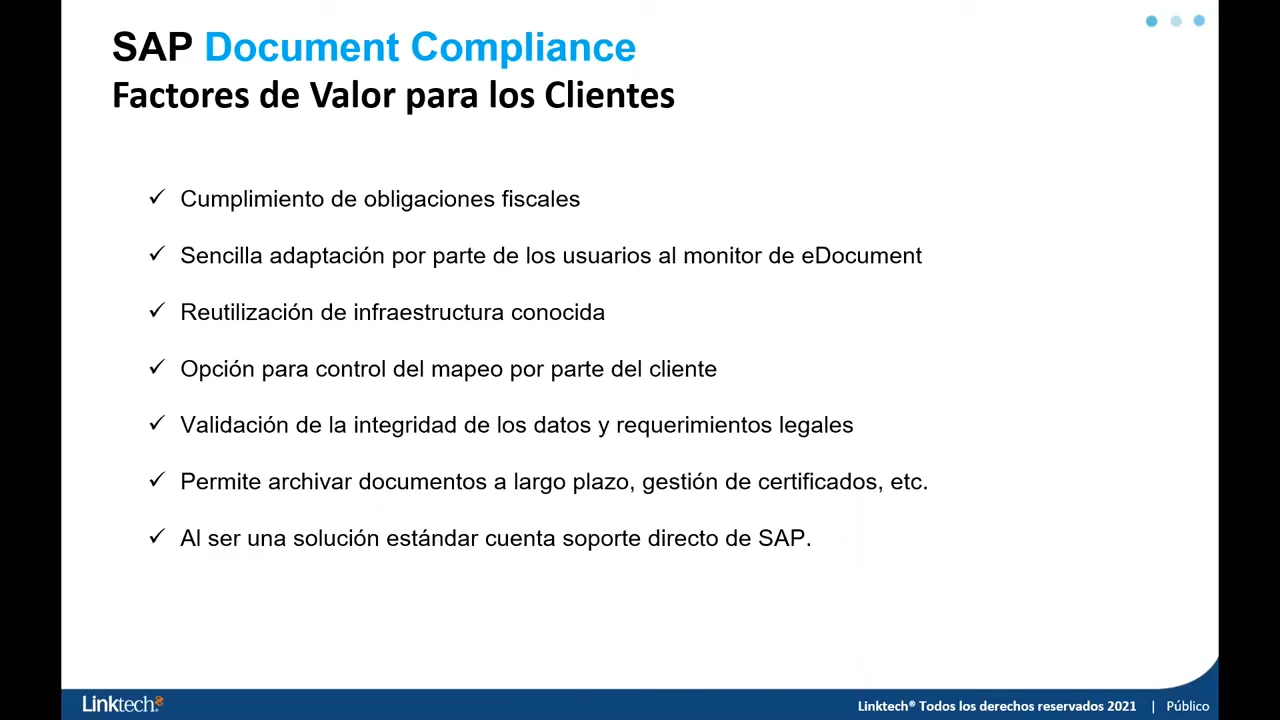 SAP Document Compliance
Factores de Valor para los Clientes
✓ Cumplimiento de obligaciones fiscales
✓ Sencilla adaptación por parte de los usuarios al monitor de eDocument
✓ Reutilización de infraestructura conocida
✓ Opción para control del mapeo por parte del cliente
✓ Validación de la integridad de los datos y requerimientos legales
✓ Permite archivar documentos a largo plazo, gestión de certificados, etc.
✓ Al ser una solución estándar cuenta soporte directo de SAP.
Linktech® Linktech® Todos los derechos reservados 2021 | Público